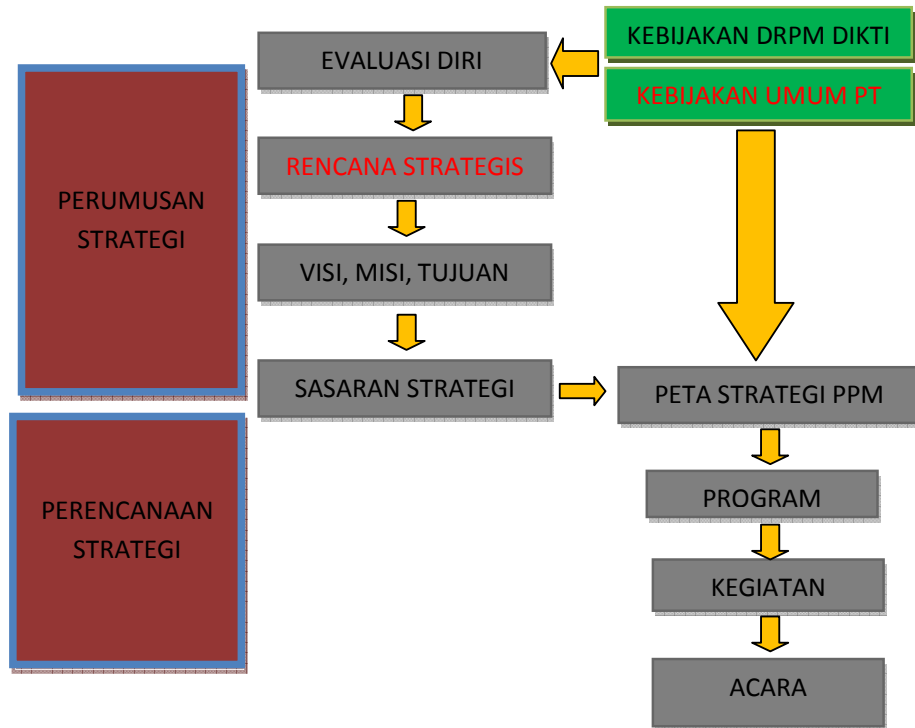 KEBIJAKAN DRPM DIKTI
EVALUASI DIRI
KEBIJAKAN UMUM PT
RENCANA STRATEGIS
PERUMUSAN
STRATEGI
VISI, MISI, TUJUAN
SASARAN STRATEGI
PETA STRATEGI PPM
PERENCANAAN
STRATEGI
PROGRAM
KEGIATAN
ACARA